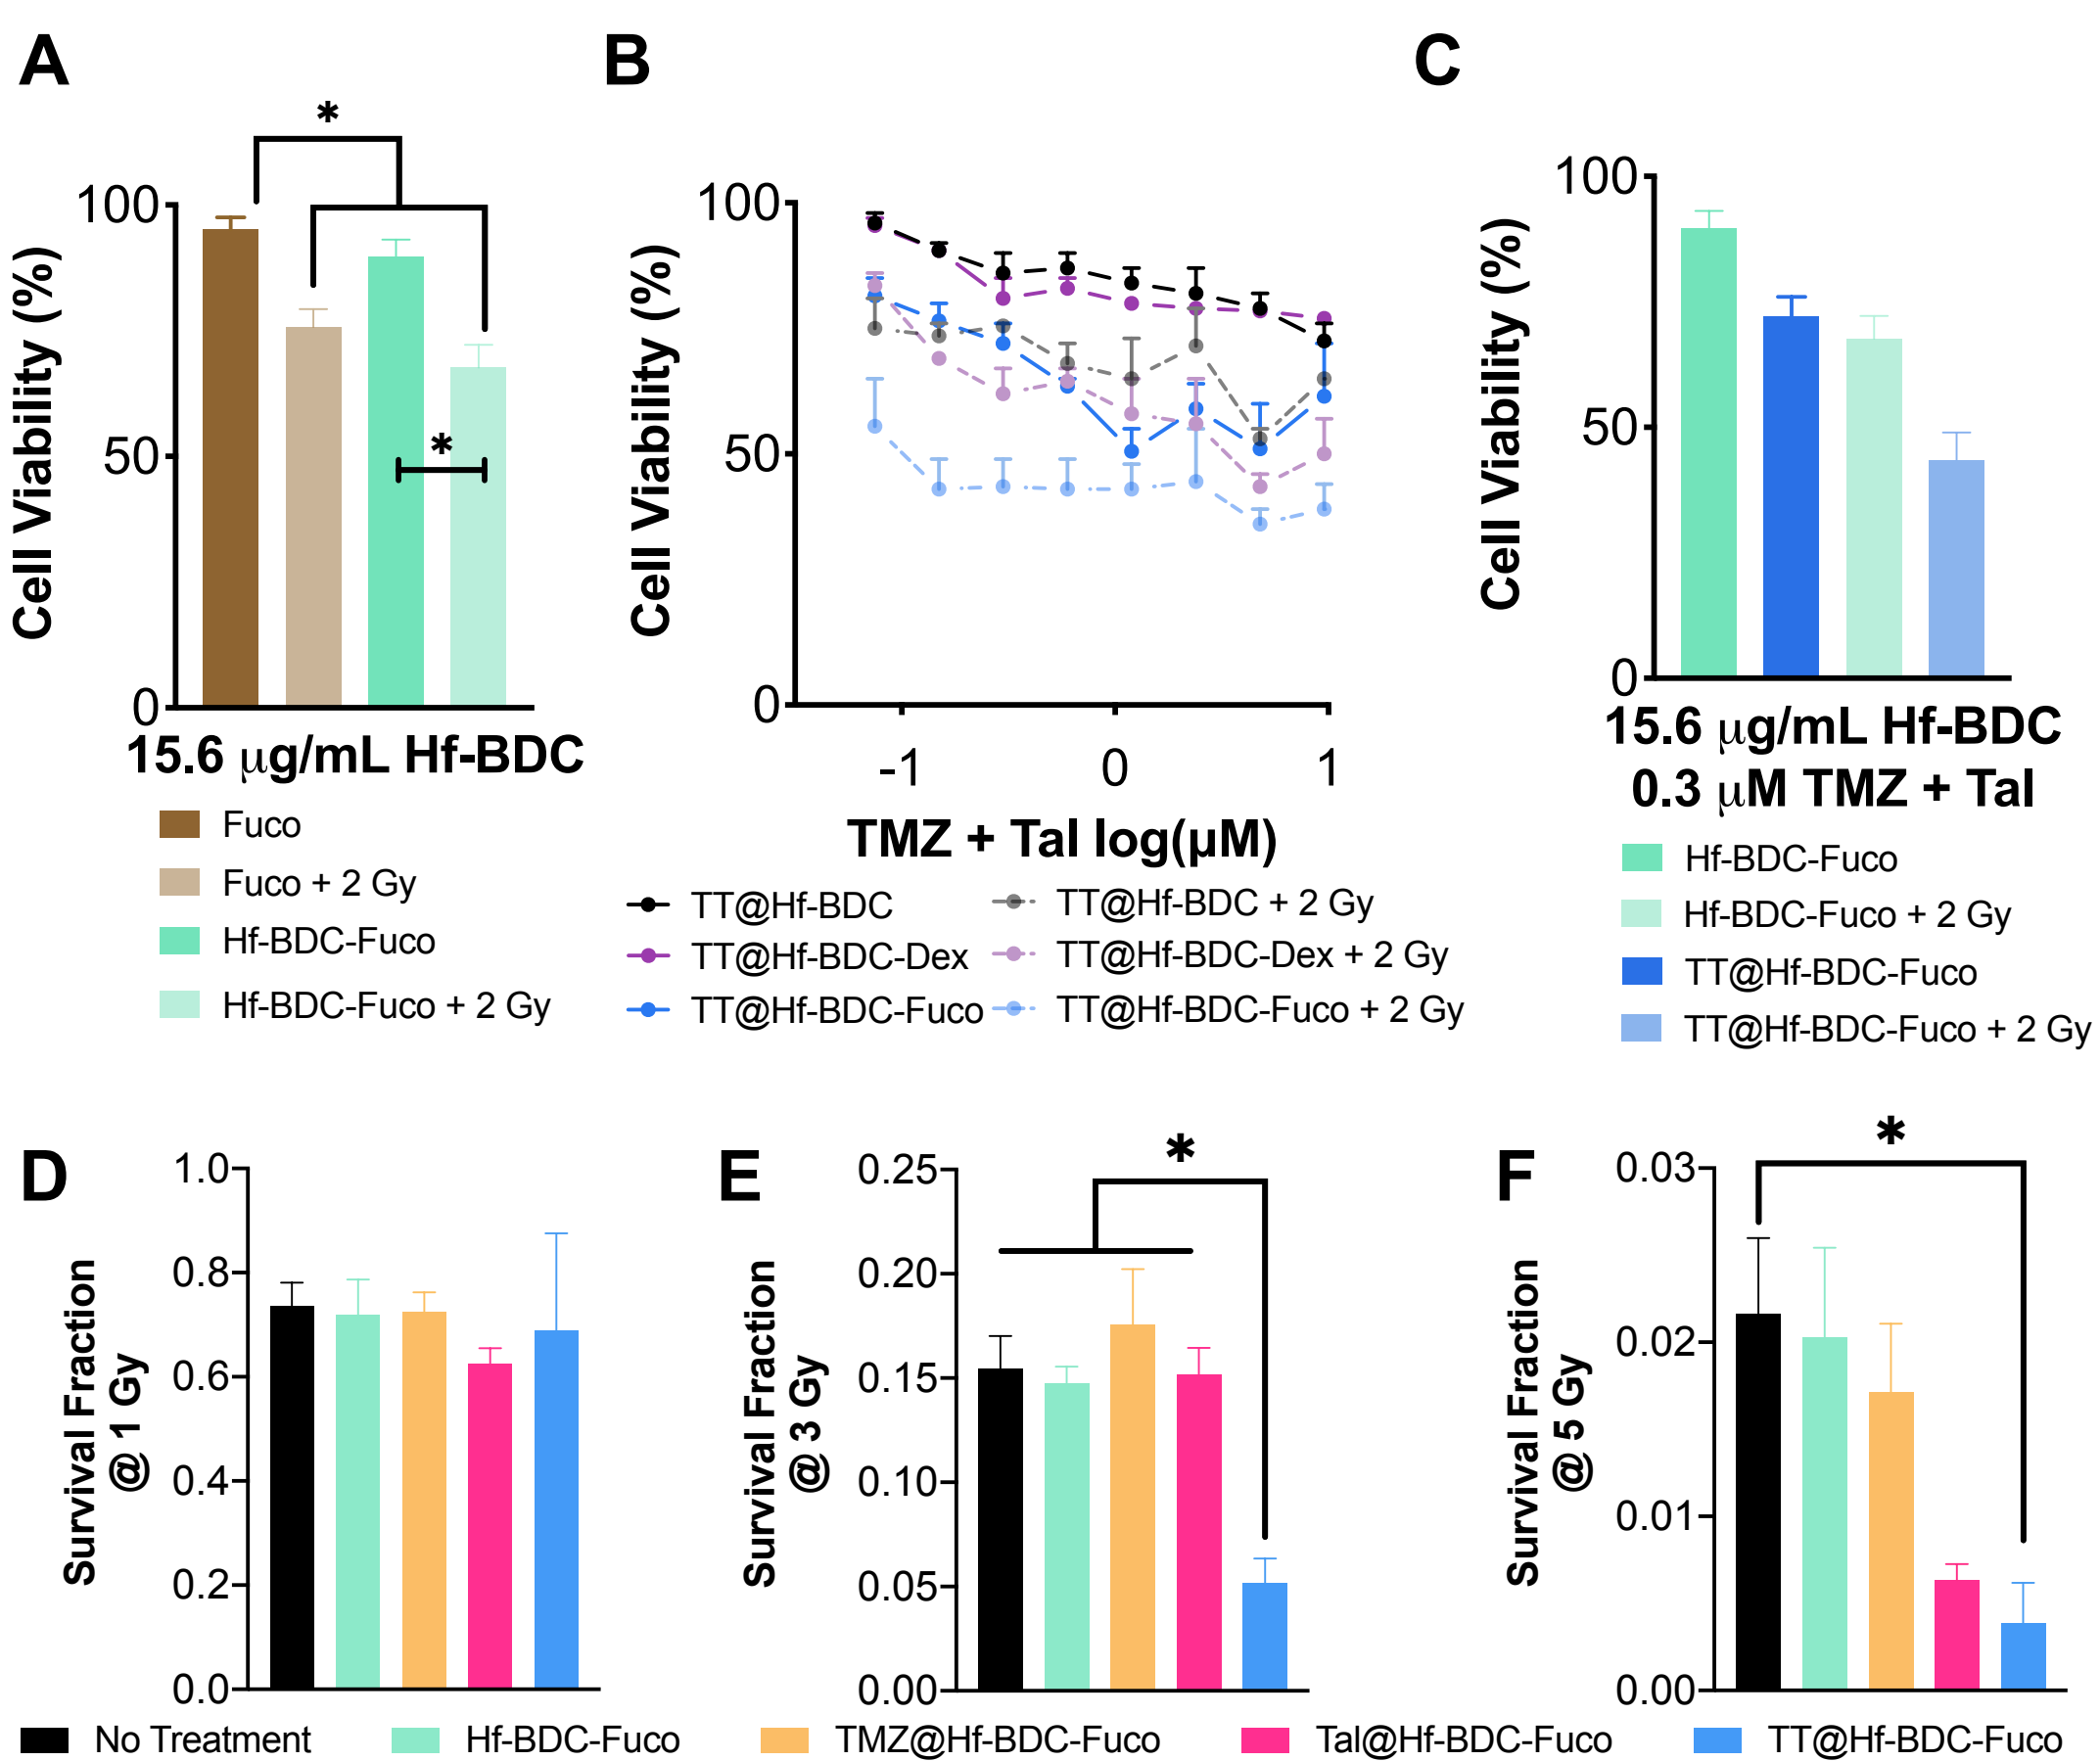 A
*
100
50
0
*
Cell Viability (%)
15.6 μg/mL Hf-BDC
Fuco
Fuco + 2 Gy
Hf-BDC-Fuco
Hf-BDC-Fuco + 2 Gy
B
100
50
0
Cell Viability (%)
-1 0 1
TMZ + Tal log(μM)
TT@Hf-BDC
TT@Hf-BDC-Dex
TT@Hf-BDC-Fuco
TT@Hf-BDC + 2 Gy
TT@Hf-BDC-Dex + 2 Gy
TT@Hf-BDC-Fuco + 2 Gy
C
100
50
0
Cell Viability (%)
15.6 μg/mL Hf-BDC
0.3 μM TMZ + Tal
Hf-BDC-Fuco
Hf-BDC-Fuco + 2 Gy
TT@Hf-BDC-Fuco
TT@Hf-BDC-Fuco + 2 Gy
D
1.0
0.8
0.6
0.4
0.2
0.0
Survival Fraction
@ 1 Gy
E
*
0.25
0.20
0.15
0.10
0.05
0.00
Survival Fraction
@ 3 Gy
F
*
0.03
0.02
0.01
0.00
Survival Fraction
@ 5 Gy
No Treatment
Hf-BDC-Fuco
TMZ@Hf-BDC-Fuco
Tal@Hf-BDC-Fuco
TT@Hf-BDC-Fuco